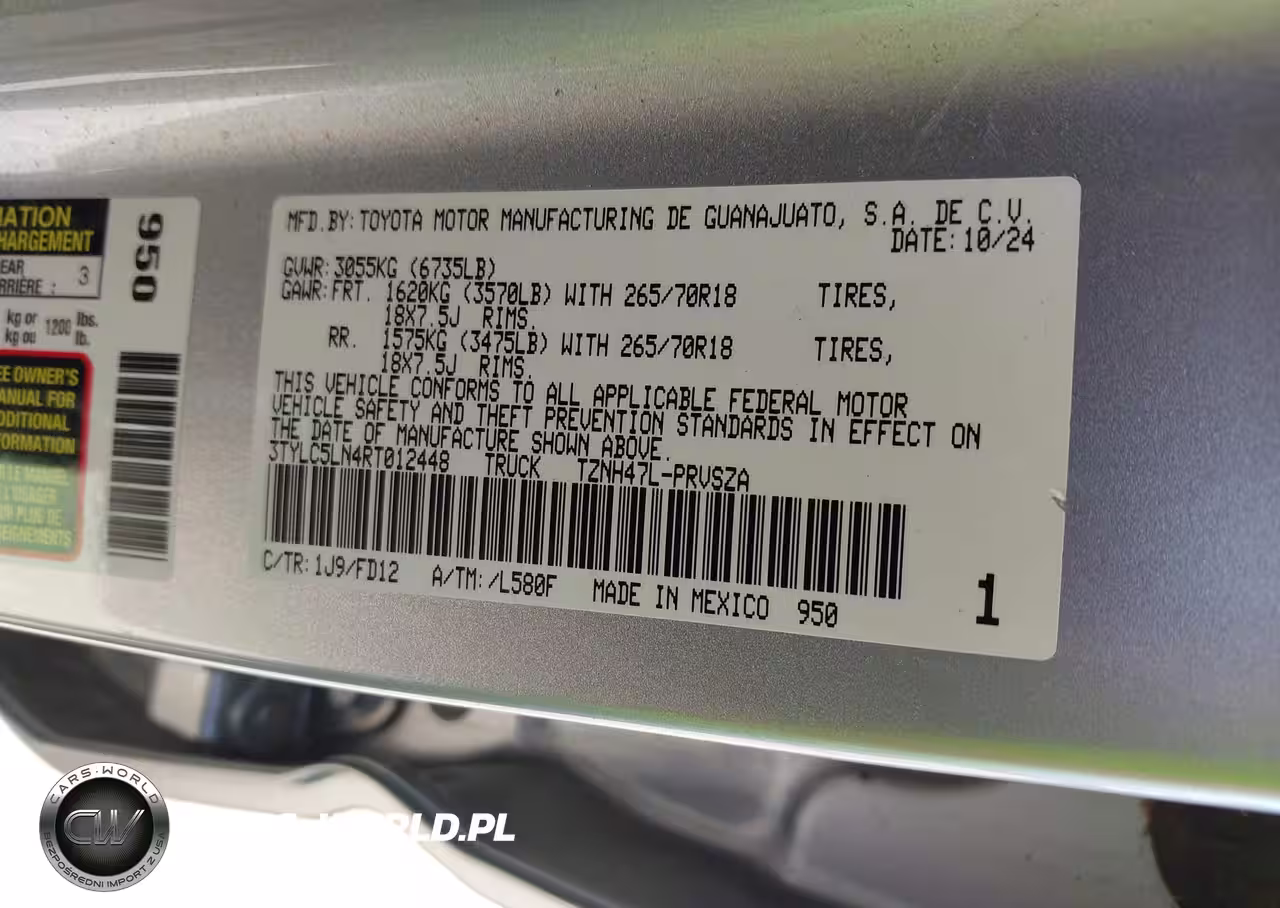 MATION
HARGEMENT
EAR
RRIÈRE : 3
kg or 1200 lbs.
kg ou lb.
EE OWNER'S
ANUAL FOR
DDITIONAL
FORMATION
950
MFD.BY: TOYOTA MOTOR MANUFACTURING DE GUANAJUATO, S.A. DE C.V.
DATE: 10/24
GVWR: 3055KG (6735LB)
GAWR: FRT. 1620KG (3570LB) WITH 265/70R18 TIRES,
18X7.5J RIMS.
RR. 1575KG (3475LB) WITH 265/70R18 TIRES,
18X7.5J RIMS.
THIS VEHICLE CONFORMS TO ALL APPLICABLE FEDERAL MOTOR
VEHICLE SAFETY AND THEFT PREVENTION STANDARDS IN EFFECT ON
THE DATE OF MANUFACTURE SHOWN ABOVE.
3TYLC5LN4RT012448 TRUCK TZNH47L-PRVSZA
C/TR: 1J9/FD12 A/TM: /L580F MADE IN MEXICO 950
1
CARS-WORLD
CW
BEZPOŚREDNI IMPORT Z USA